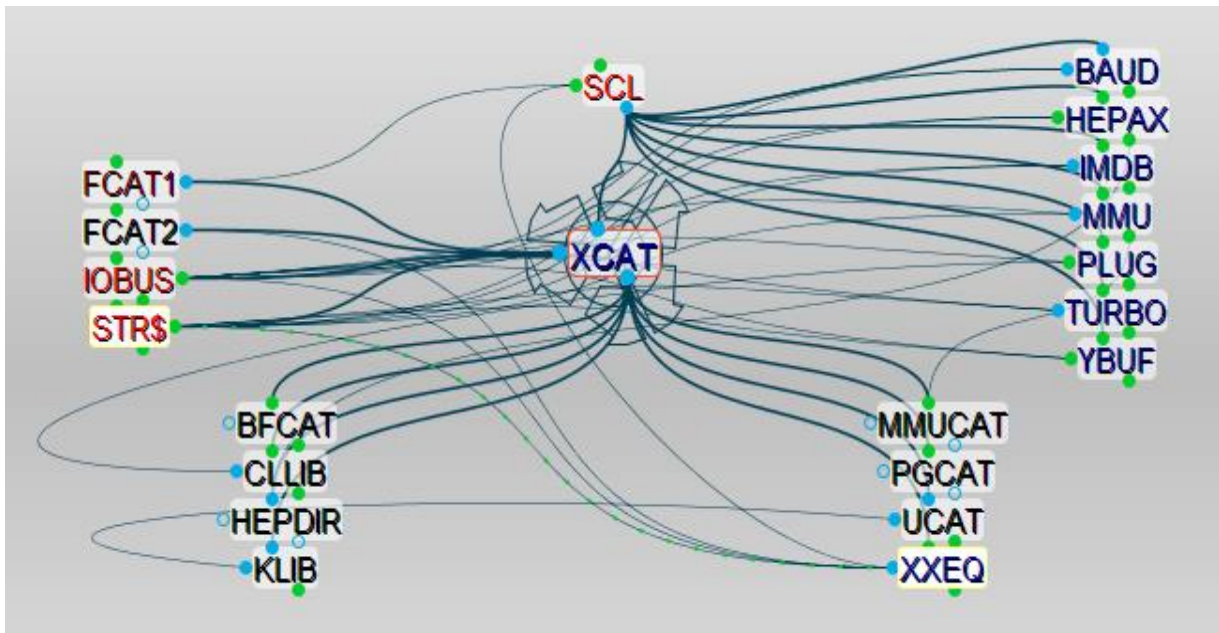 SCL
BAUD
HEPAX
IMDB
MMU
PLUG
TURBO
YBUF
FCAT1
FCAT2
IOBUS
STR$
XCAT
BFCAT
CLLIB
HEPDIR
KLIB
MMUCAT
PGCAT
UCAT
XXEQ